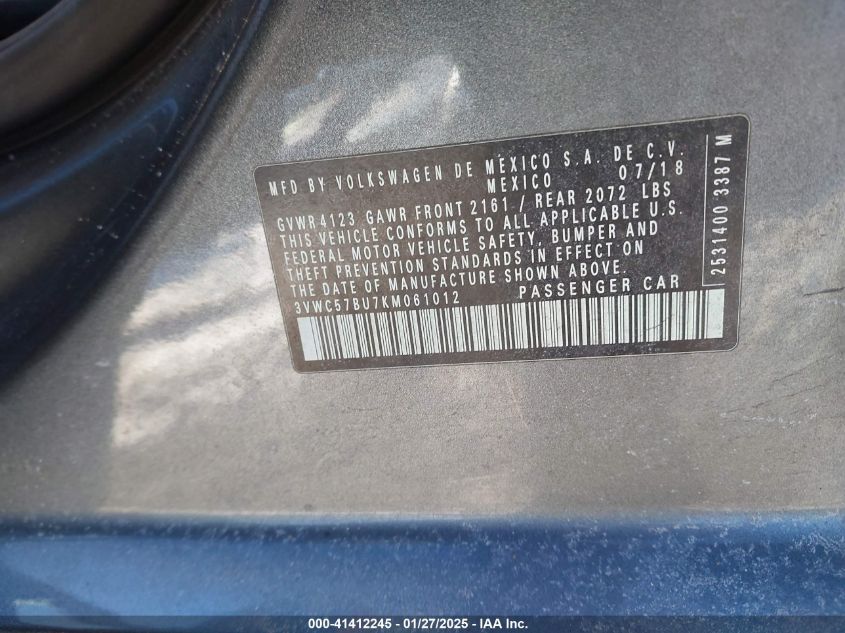 MFD BY VOLKSWAGEN DE MEXICO S.A. DE C.V.
MEXICO 07/18
GVWR 4123 GAWR FRONT 2161 / REAR 2072 LBS
THIS VEHICLE CONFORMS TO ALL APPLICABLE U.S.
FEDERAL MOTOR VEHICLE SAFETY, BUMPER AND
THEFT PREVENTION STANDARDS IN EFFECT ON
THE DATE OF MANUFACTURE SHOWN ABOVE.
3VWC57BU7KM061012 PASSENGER CAR
2531400 3387 M
000-41412245 - 01/27/2025 - IAAI, Inc.